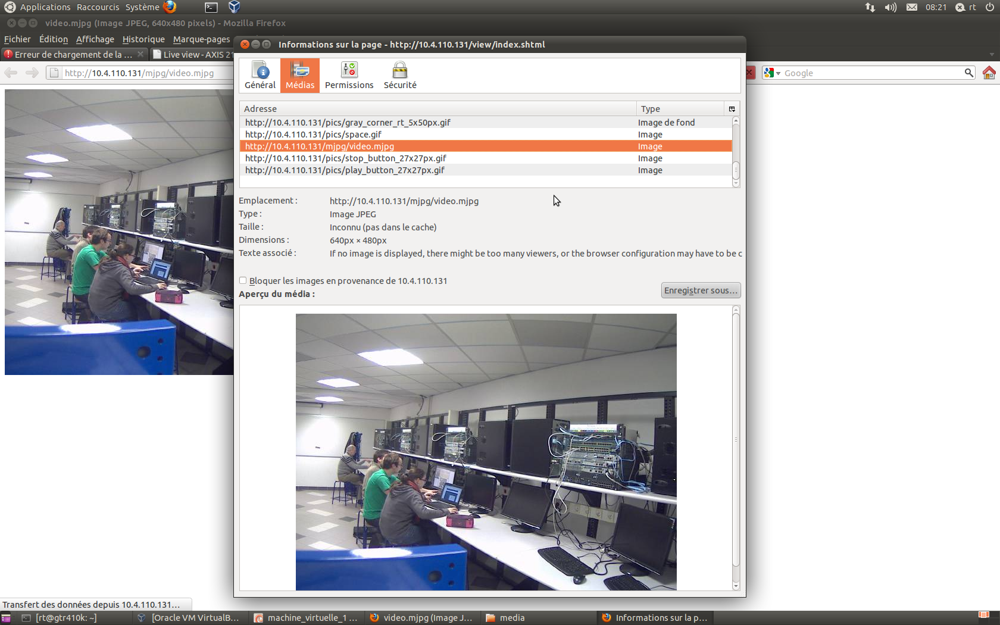 Applications Raccourcis Système 08:21 rt
video.mjpg (Image JPEG, 640x480 pixels) - Mozilla Firefox
Fichier Édition Affichage Historique Marque-pages
Erreur de chargement de la ... Live view - AXIS 21
http://10.4.110.131/mjpg/video.mjpg Google
Informations sur la page - http://10.4.110.131/view/index.shtml
Général Médias Permissions Sécurité
Adresse Type
http://10.4.110.131/pics/gray_corner_rt_5x50px.gif Image de fond
http://10.4.110.131/pics/space.gif Image
http://10.4.110.131/mjpg/video.mjpg Image
http://10.4.110.131/pics/stop_button_27x27px.gif Image
http://10.4.110.131/pics/play_button_27x27px.gif Image
Emplacement : http://10.4.110.131/mjpg/video.mjpg
Type : Image JPEG
Taille : Inconnu (pas dans le cache)
Dimensions : 640px × 480px
Texte associé : If no image is displayed, there might be too many viewers, or the browser configuration may have to be c
Bloquer les images en provenance de 10.4.110.131
Aperçu du média : Enregistrer sous...
Transfert des données depuis 10.4.110.131...
[rt@gtr410k: ~] [Oracle VM VirtualB... machine_virtuelle_1 ... video.mjpg (Image J... media Informations sur la p...